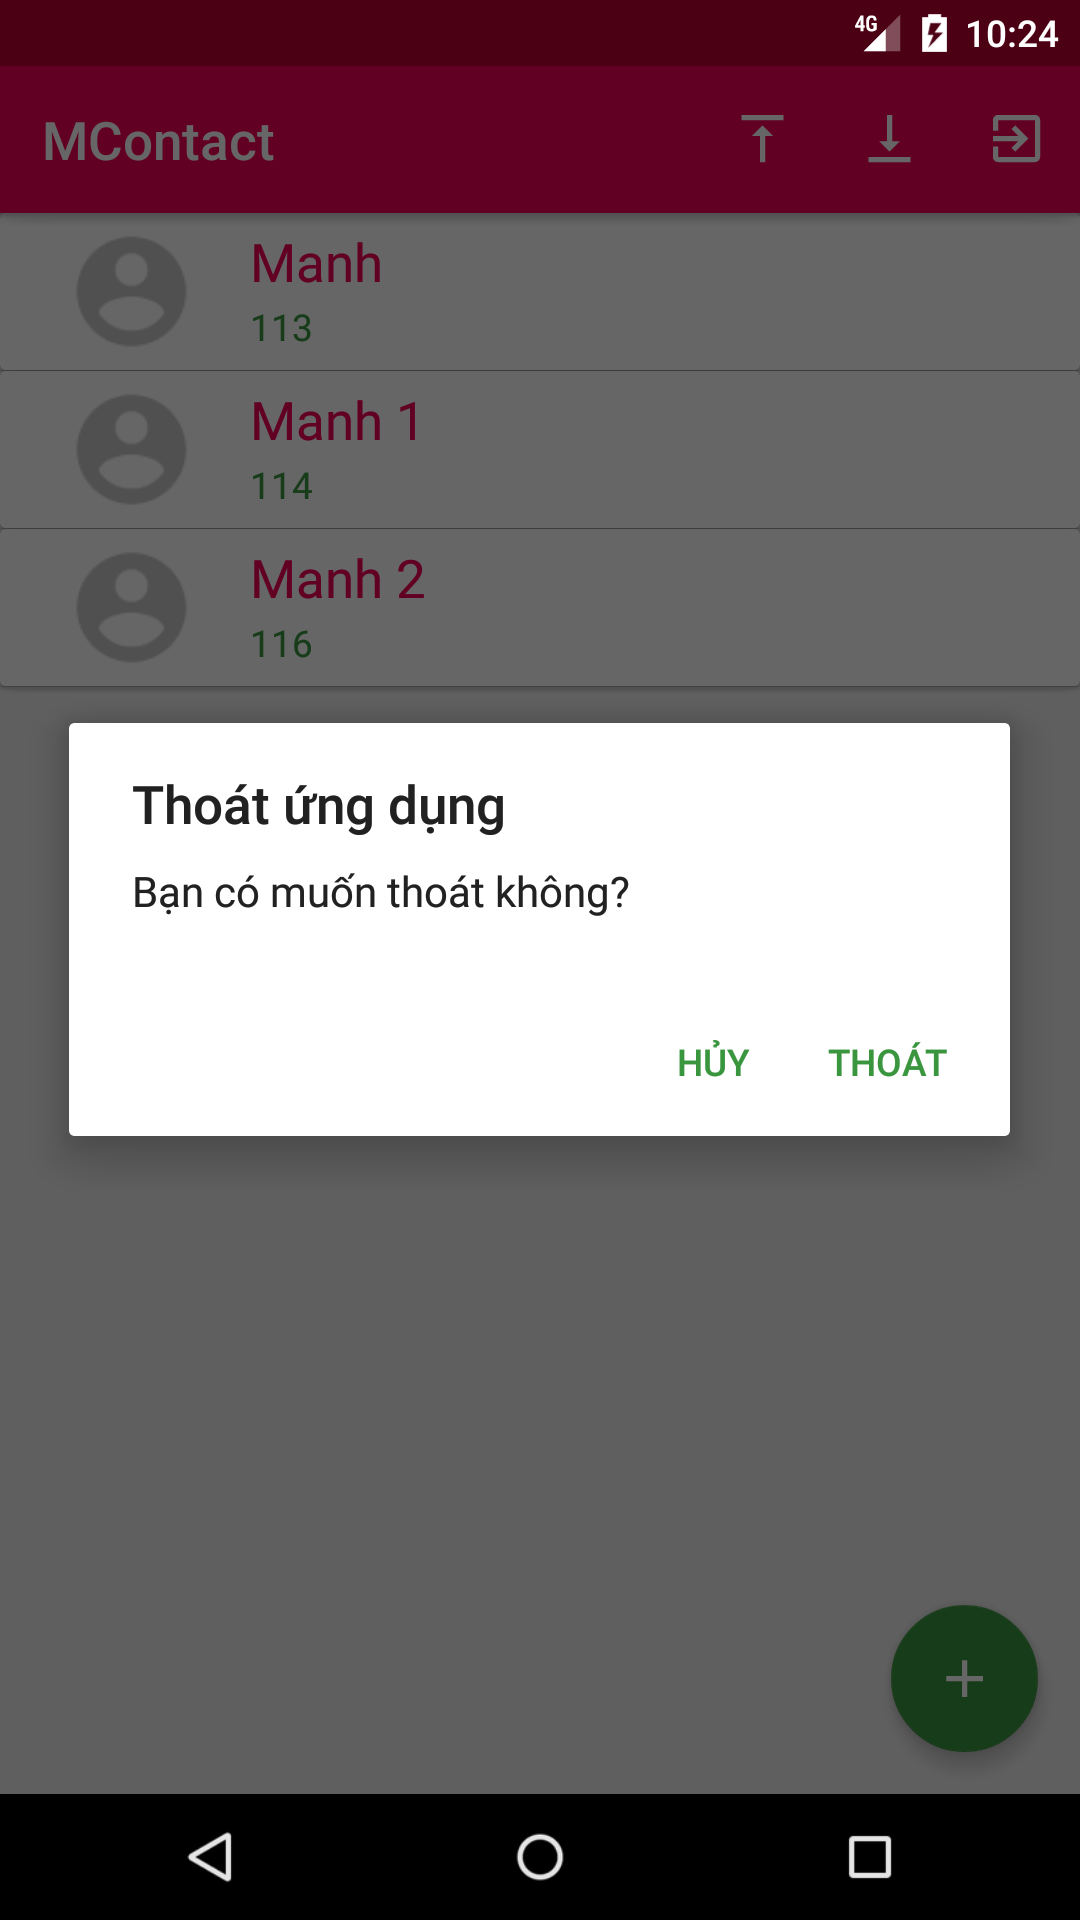 4G 10:24
MContact
Manh
113
Manh 1
114
Manh 2
116
Thoát ứng dụng
Bạn có muốn thoát không?
HỦY THOÁT